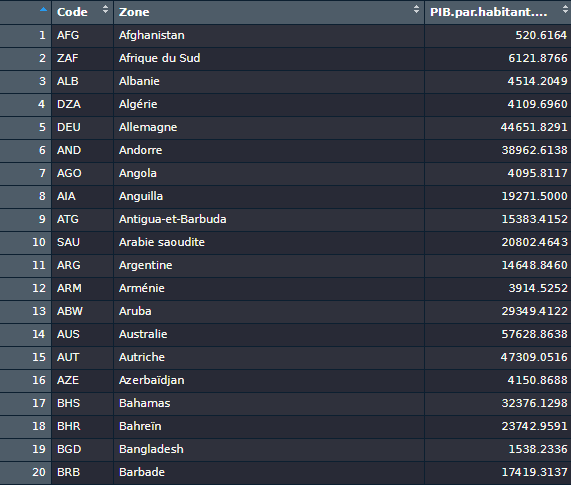 Code Zone PIB.par.habitant....
1 AFG Afghanistan 520.6164
2 ZAF Afrique du Sud 6121.8766
3 ALB Albanie 4514.2049
4 DZA Algérie 4109.6960
5 DEU Allemagne 44651.8291
6 AND Andorre 38962.6138
7 AGO Angola 4095.8117
8 AIA Anguilla 19271.5000
9 ATG Antigua-et-Barbuda 15383.4152
10 SAU Arabie saoudite 20802.4643
11 ARG Argentine 14648.8460
12 ARM Arménie 3914.5252
13 ABW Aruba 29349.4122
14 AUS Australie 57628.8638
15 AUT Autriche 47309.0516
16 AZE Azerbaïdjan 4150.8688
17 BHS Bahamas 32376.1298
18 BHR Bahreïn 23742.9591
19 BGD Bangladesh 1538.2336
20 BRB Barbade 17419.3137